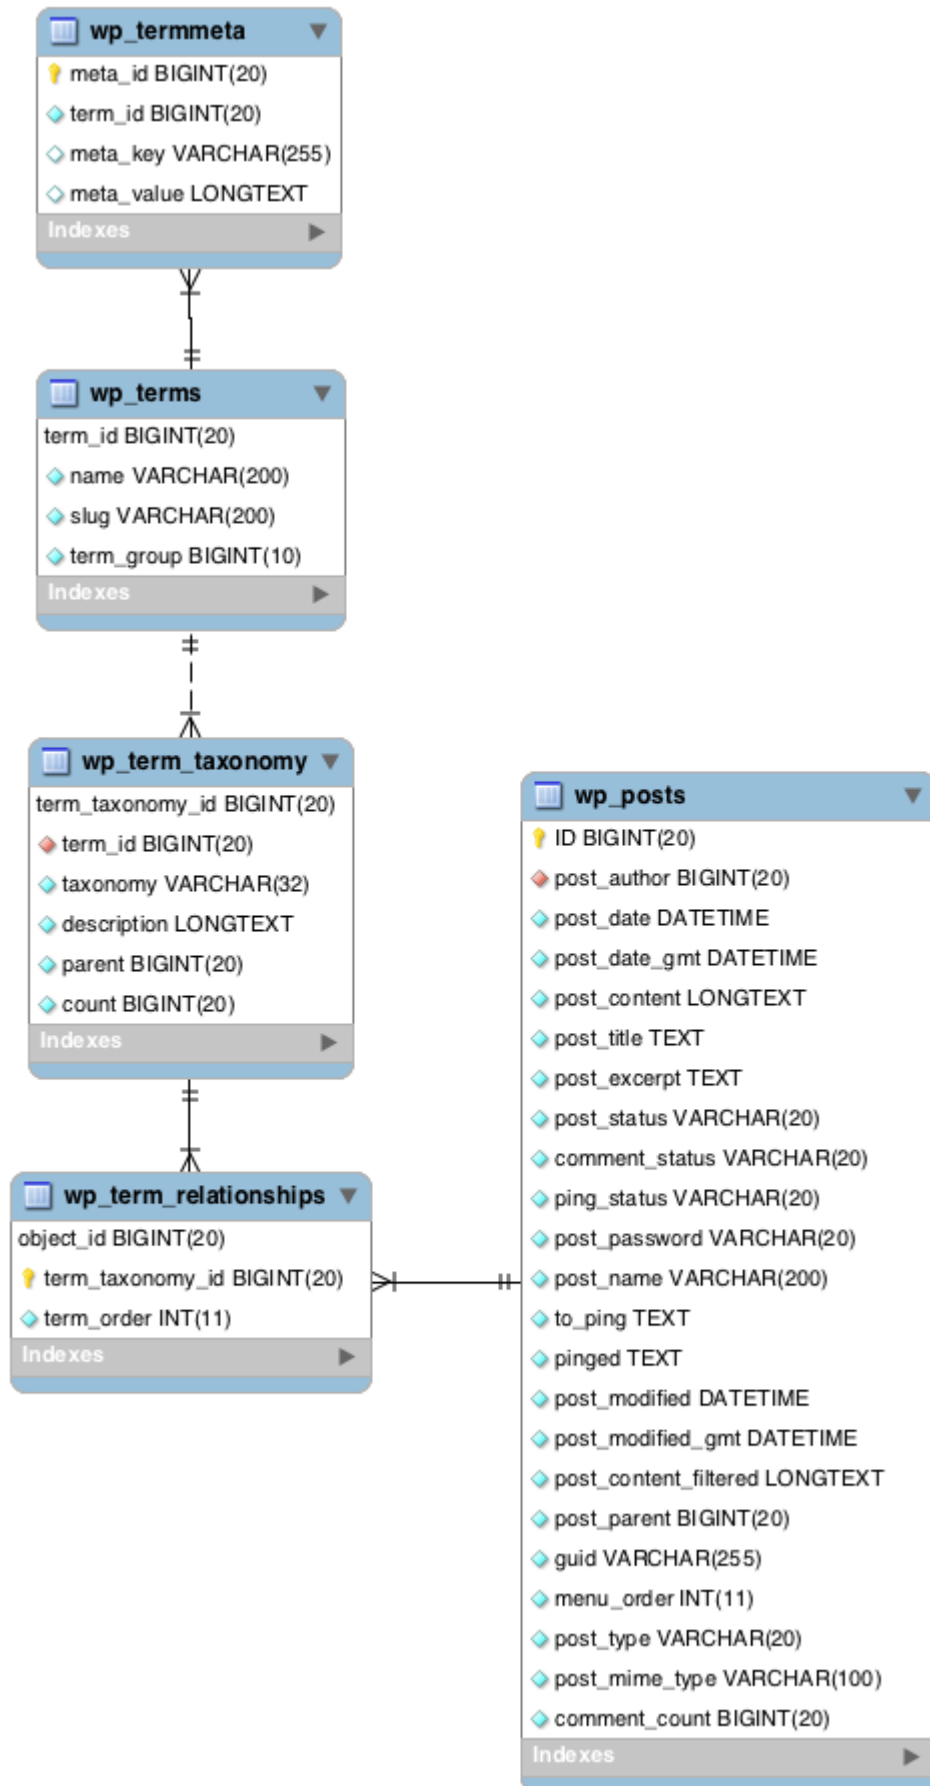 wp_termmeta
meta_id BIGINT(20)
term_id BIGINT(20)
meta_key VARCHAR(255)
meta_value LONGTEXT
Indexes
wp_terms
term_id BIGINT(20)
name VARCHAR(200)
slug VARCHAR(200)
term_group BIGINT(10)
Indexes
wp_term_taxonomy
term_taxonomy_id BIGINT(20)
term_id BIGINT(20)
taxonomy VARCHAR(32)
description LONGTEXT
parent BIGINT(20)
count BIGINT(20)
Indexes
wp_term_relationships
object_id BIGINT(20)
term_taxonomy_id BIGINT(20)
term_order INT(11)
Indexes
wp_posts
ID BIGINT(20)
post_author BIGINT(20)
post_date DATETIME
post_date_gmt DATETIME
post_content LONGTEXT
post_title TEXT
post_excerpt TEXT
post_status VARCHAR(20)
comment_status VARCHAR(20)
ping_status VARCHAR(20)
post_password VARCHAR(20)
post_name VARCHAR(200)
to_ping TEXT
pinged TEXT
post_modified DATETIME
post_modified_gmt DATETIME
post_content_filtered LONGTEXT
post_parent BIGINT(20)
guid VARCHAR(255)
menu_order INT(11)
post_type VARCHAR(20)
post_mime_type VARCHAR(100)
comment_count BIGINT(20)
Indexes